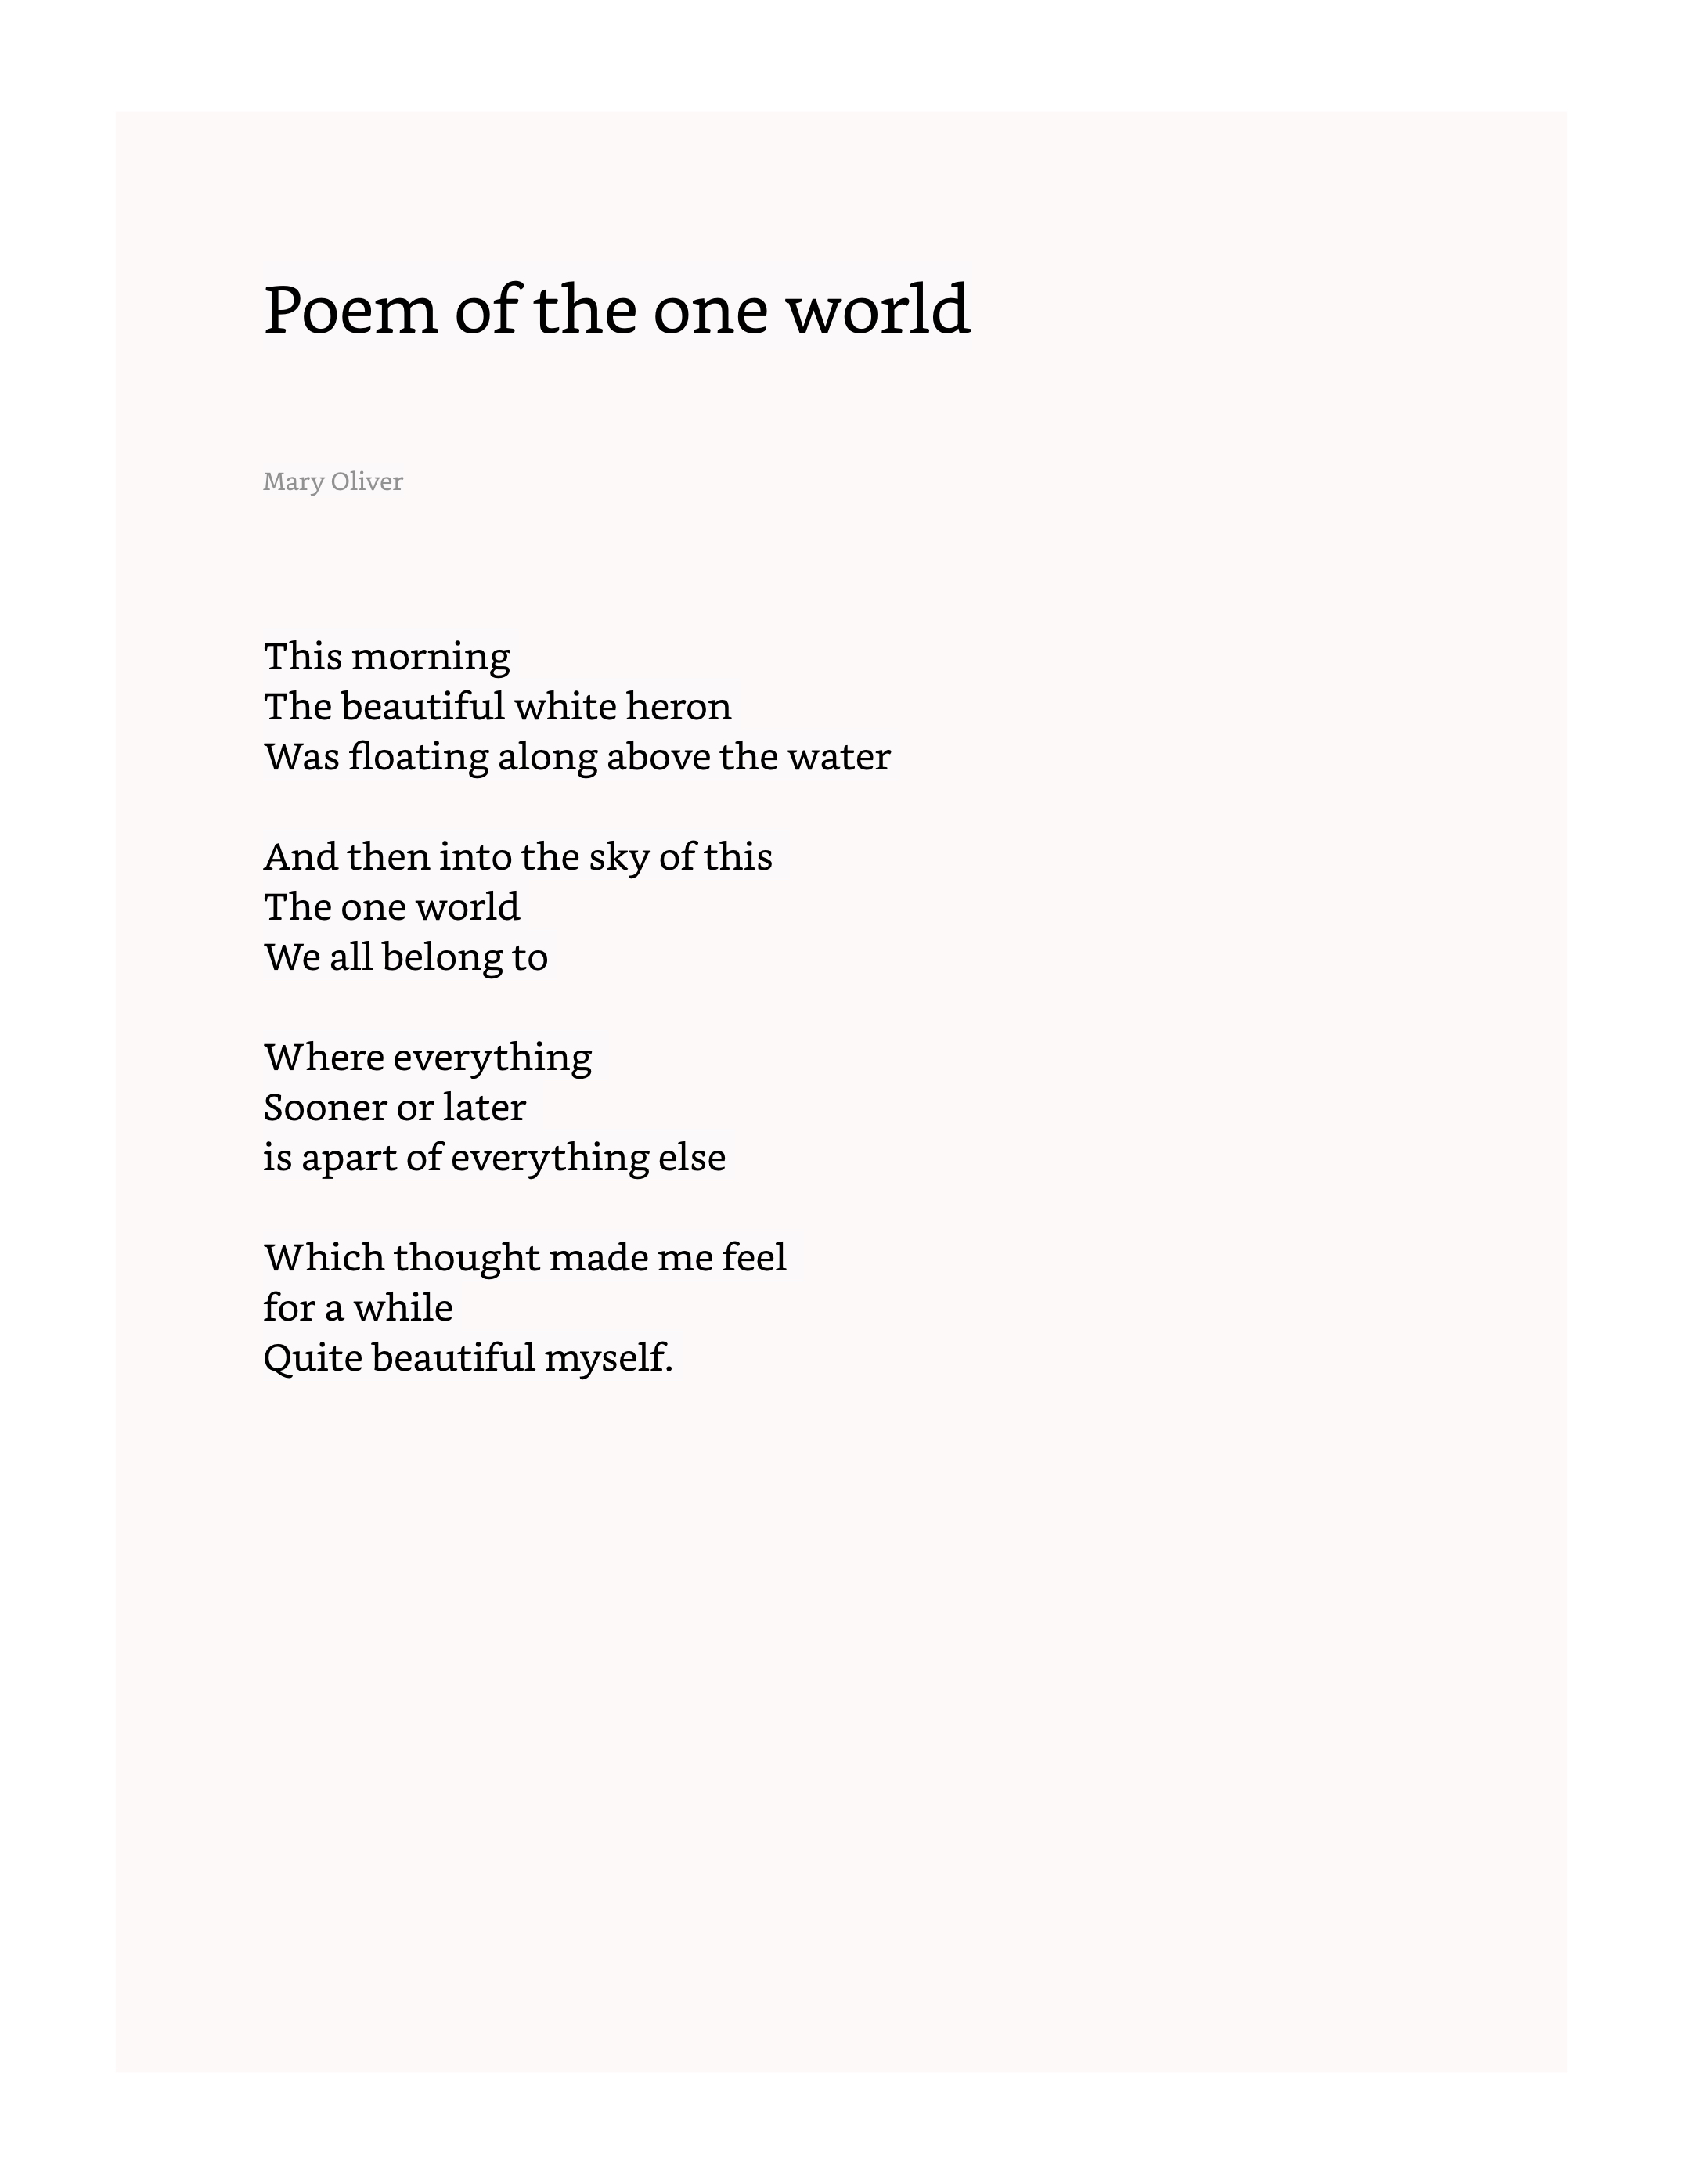 Poem of the one world
Mary Oliver
This morning
The beautiful white heron
Was floating along above the water
And then into the sky of this
The one world
We all belong to
Where everything
Sooner or later
is apart of everything else
Which thought made me feel
for a while
Quite beautiful myself.